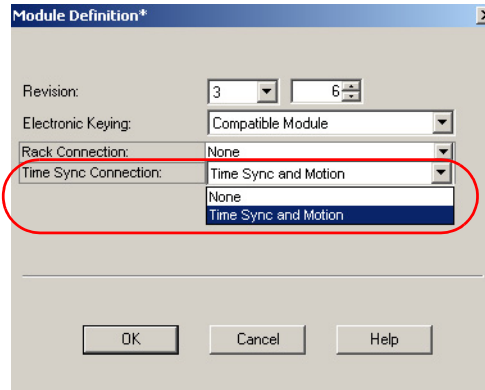 Module Definition*
Revision: 3 6
Electronic Keying: Compatible Module
Rack Connection: None
Time Sync Connection: Time Sync and Motion
None
Time Sync and Motion
OK Cancel Help